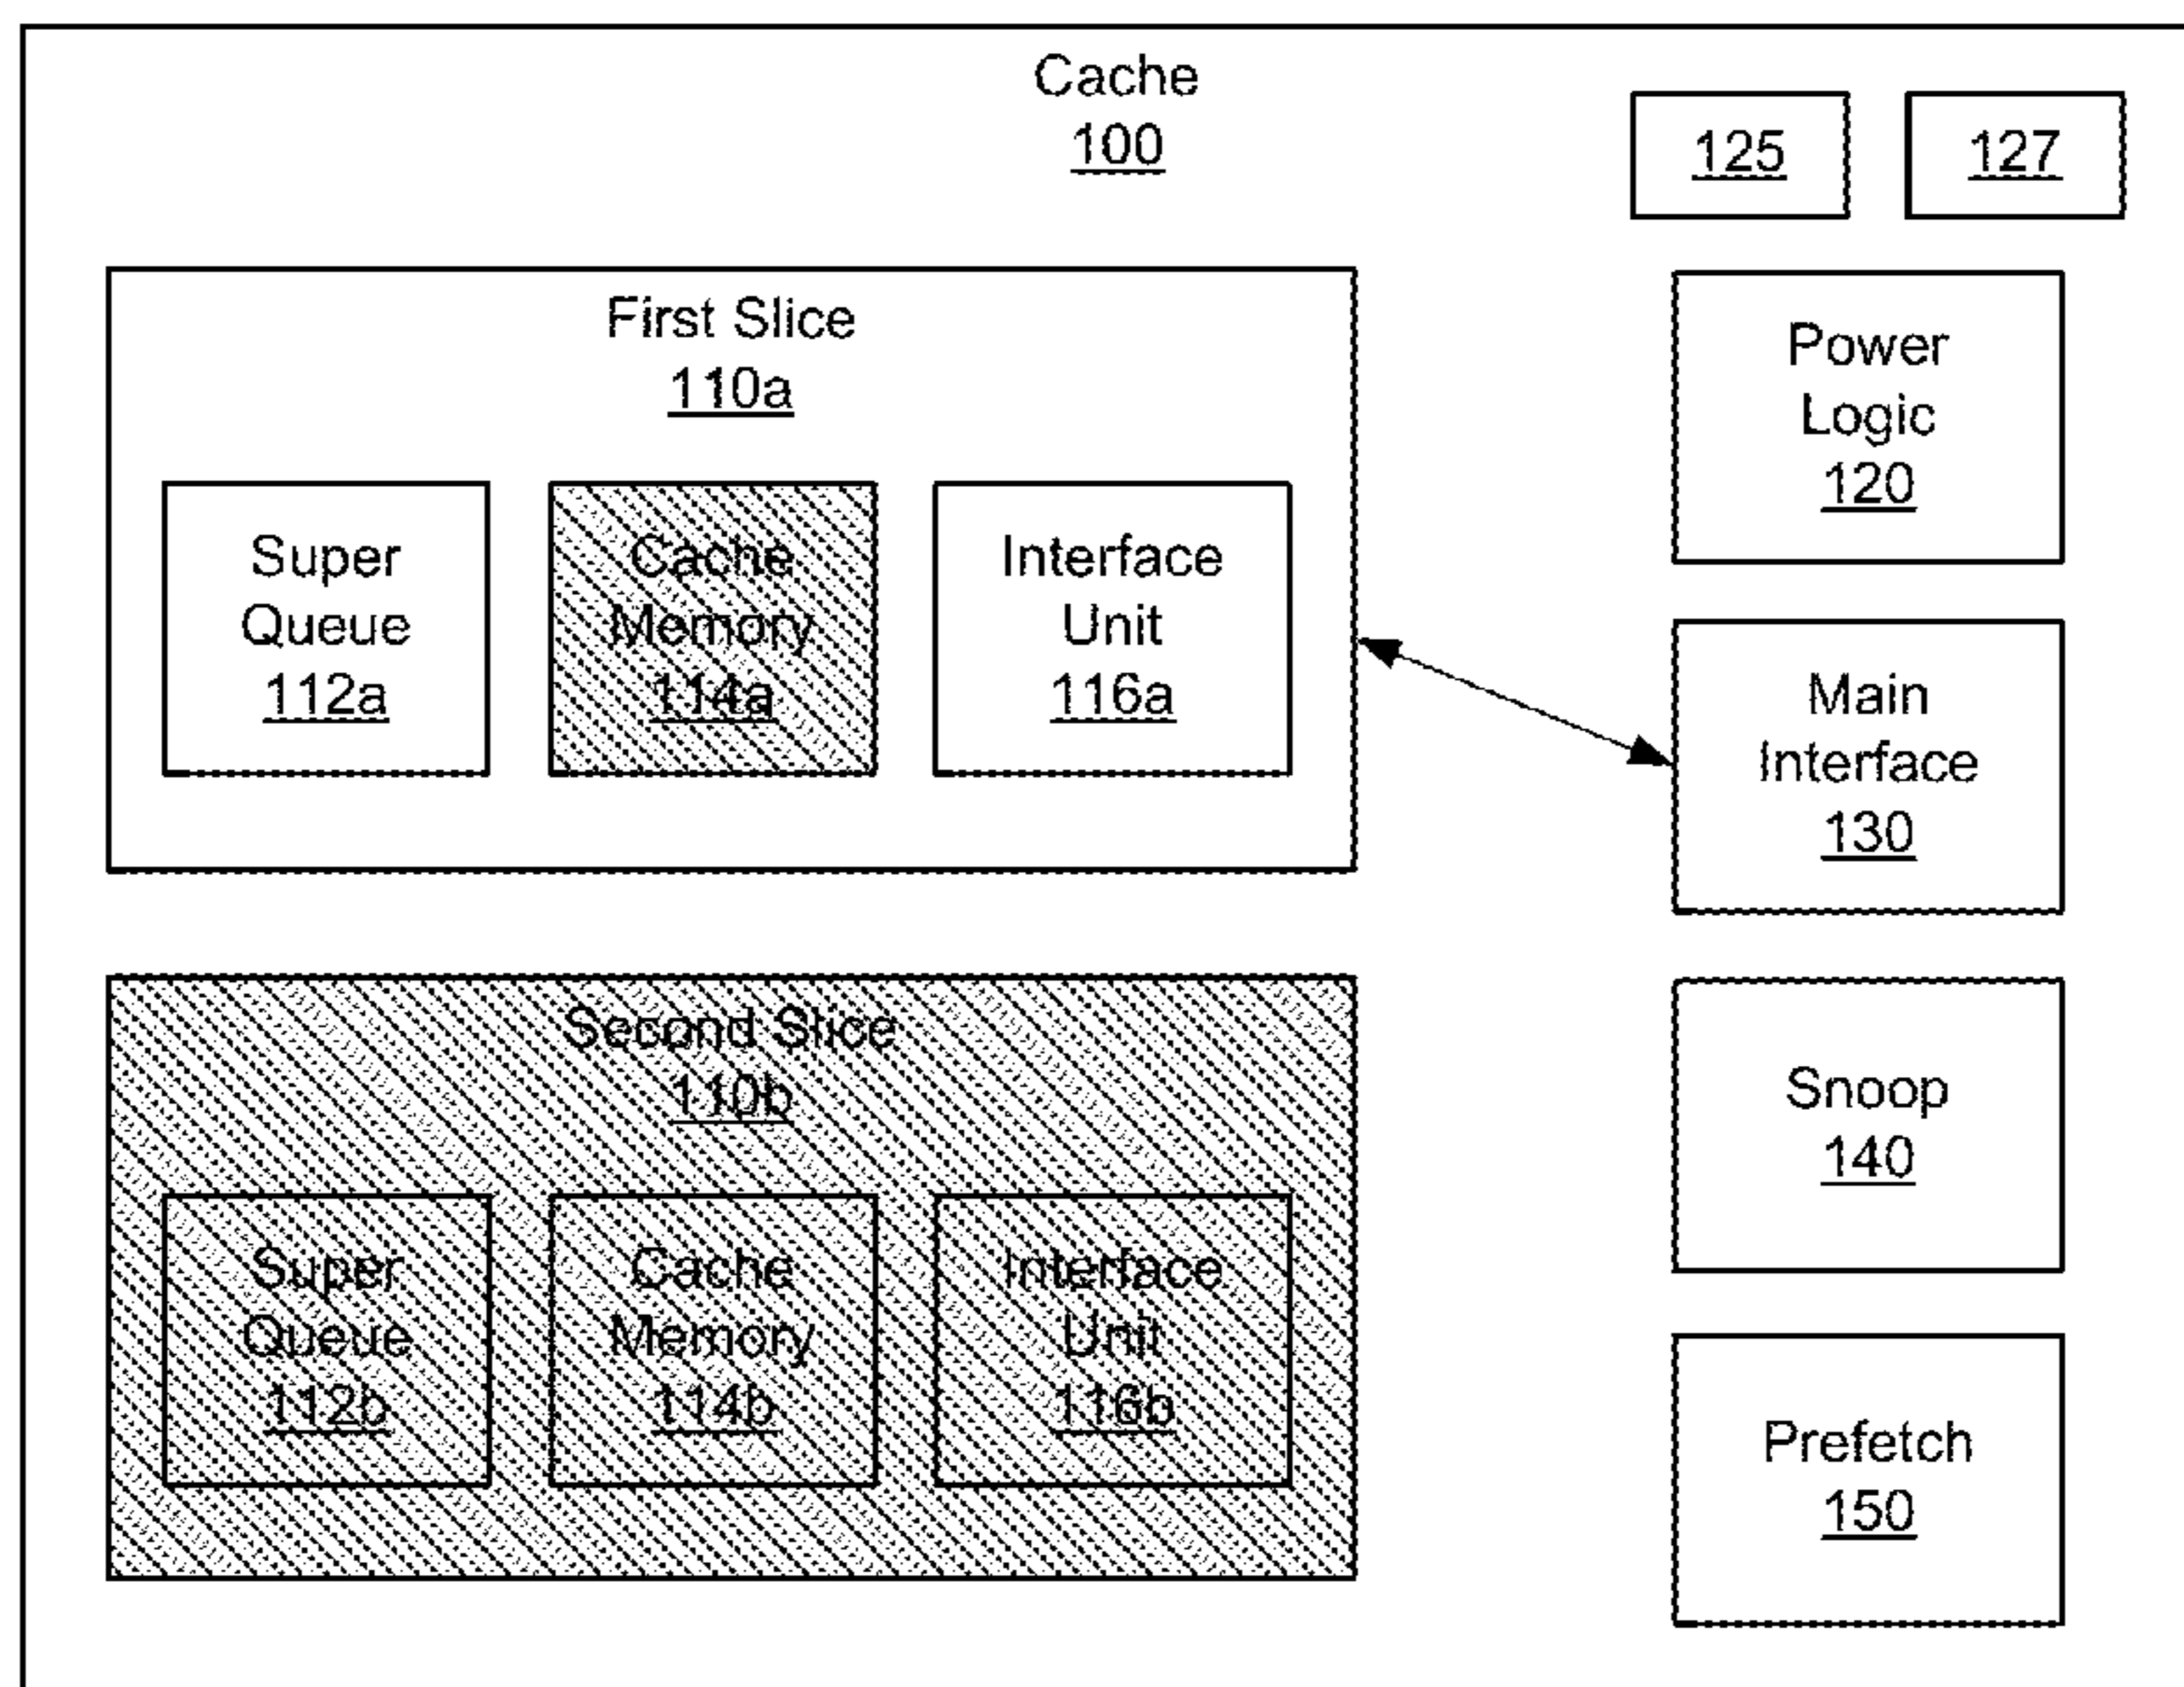 Cache
100
125
127
First Slice
110a
Super
Queue
112a
Cache
Memory
114a
Interface
Unit
116a
Power
Logic
120
Main
Interface
130
Second Slice
110b
Super
Queue
112b
Cache
Memory
114b
Interface
Unit
116b
Snoop
140
Prefetch
150